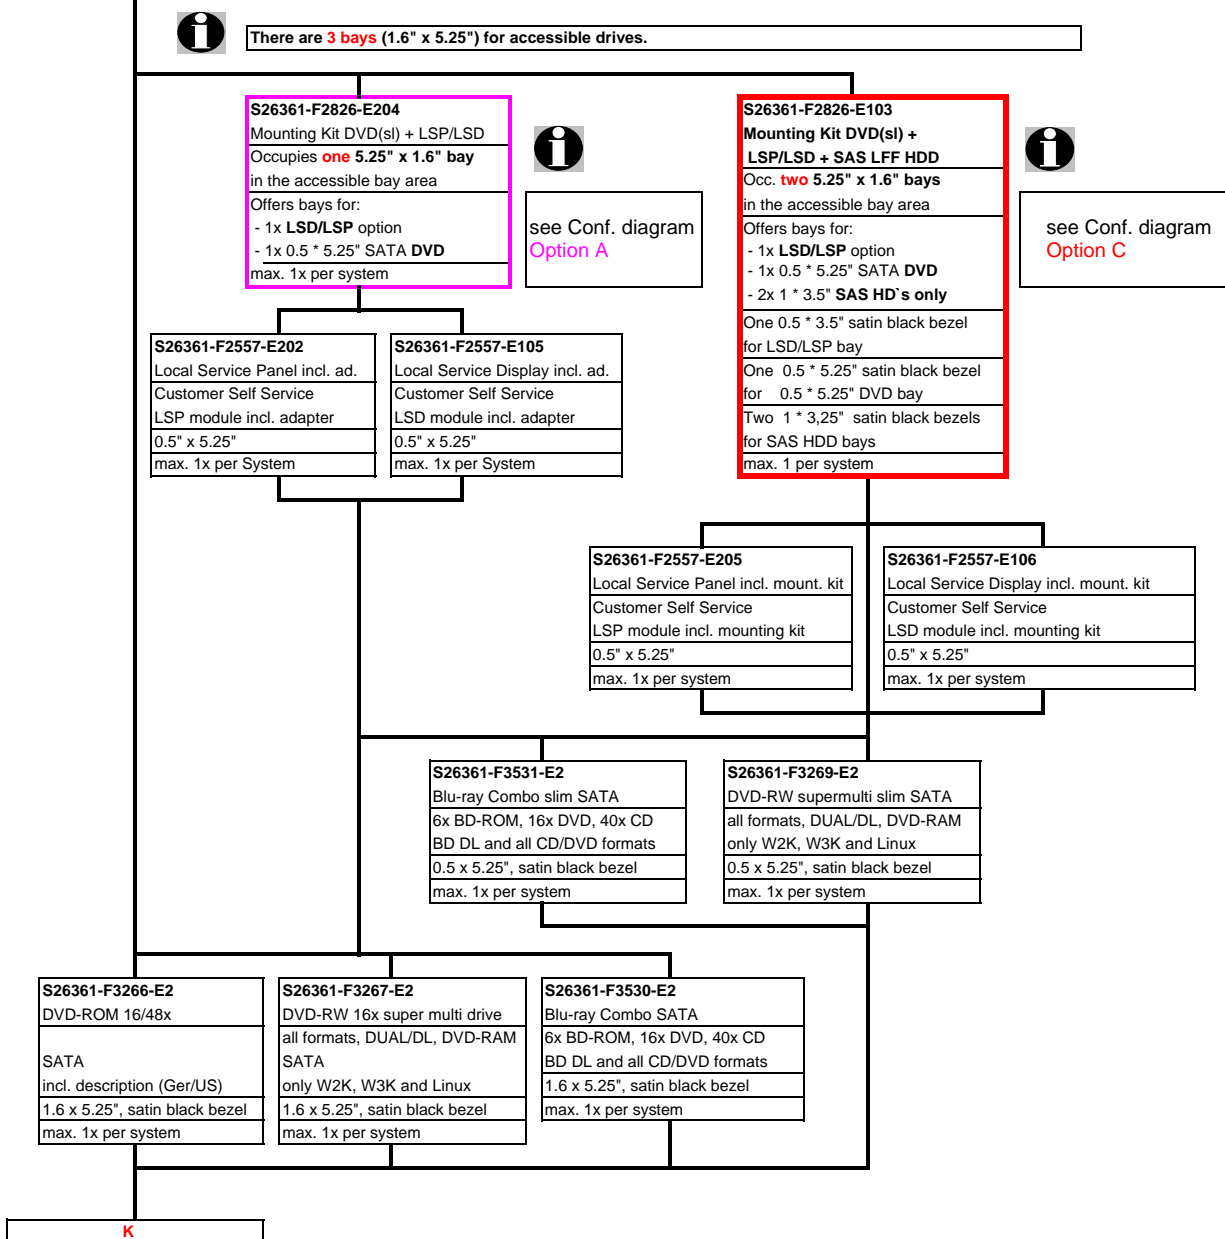 There are 3 bays (1.6" x 5.25") for accessible drives.
S26361-F2826-E204
Mounting Kit DVD(sl) + LSP/LSD
Occupies one 5.25" x 1.6" bay
in the accessible bay area
Offers bays for:
- 1x LSD/LSP option
- 1x 0.5 * 5.25" SATA DVD
max. 1x per system
see Conf. diagram
Option A
S26361-F2826-E103
Mounting Kit DVD(sl) +
LSP/LSD + SAS LFF HDD
Occ. two 5.25" x 1.6" bays
in the accessible bay area
Offers bays for:
- 1x LSD/LSP option
- 1x 0.5 * 5.25" SATA DVD
- 2x 1 * 3.5" SAS HD`s only
One 0.5 * 3.5" satin black bezel
for LSD/LSP bay
One 0.5 * 5.25" satin black bezel
for 0.5 * 5.25" DVD bay
Two 1 * 3,25" satin black bezels
for SAS HDD bays
max. 1 per system
see Conf. diagram
Option C
S26361-F2557-E202
Local Service Panel incl. ad.
Customer Self Service
LSP module incl. adapter
0.5" x 5.25"
max. 1x per System
S26361-F2557-E105
Local Service Display incl. ad.
Customer Self Service
LSD module incl. adapter
0.5" x 5.25"
max. 1x per System
S26361-F2557-E205
Local Service Panel incl. mount. kit
Customer Self Service
LSP module incl. mounting kit
0.5" x 5.25"
max. 1x per system
S26361-F2557-E106
Local Service Display incl. mount. kit
Customer Self Service
LSD module incl. mounting kit
0.5" x 5.25"
max. 1x per system
S26361-F3531-E2
Blu-ray Combo slim SATA
6x BD-ROM, 16x DVD, 40x CD
BD DL and all CD/DVD formats
0.5 x 5.25", satin black bezel
max. 1x per system
S26361-F3269-E2
DVD-RW supermulti slim SATA
all formats, DUAL/DL, DVD-RAM
only W2K, W3K and Linux
0.5 x 5.25", satin black bezel
max. 1x per system
S26361-F3266-E2
DVD-ROM 16/48x
SATA
incl. description (Ger/US)
1.6 x 5.25", satin black bezel
max. 1x per system
S26361-F3267-E2
DVD-RW 16x super multi drive
all formats, DUAL/DL, DVD-RAM
SATA
only W2K, W3K and Linux
1.6 x 5.25", satin black bezel
max. 1x per system
S26361-F3530-E2
Blu-ray Combo SATA
6x BD-ROM, 16x DVD, 40x CD
BD DL and all CD/DVD formats
1.6 x 5.25", satin black bezel
max. 1x per system
K